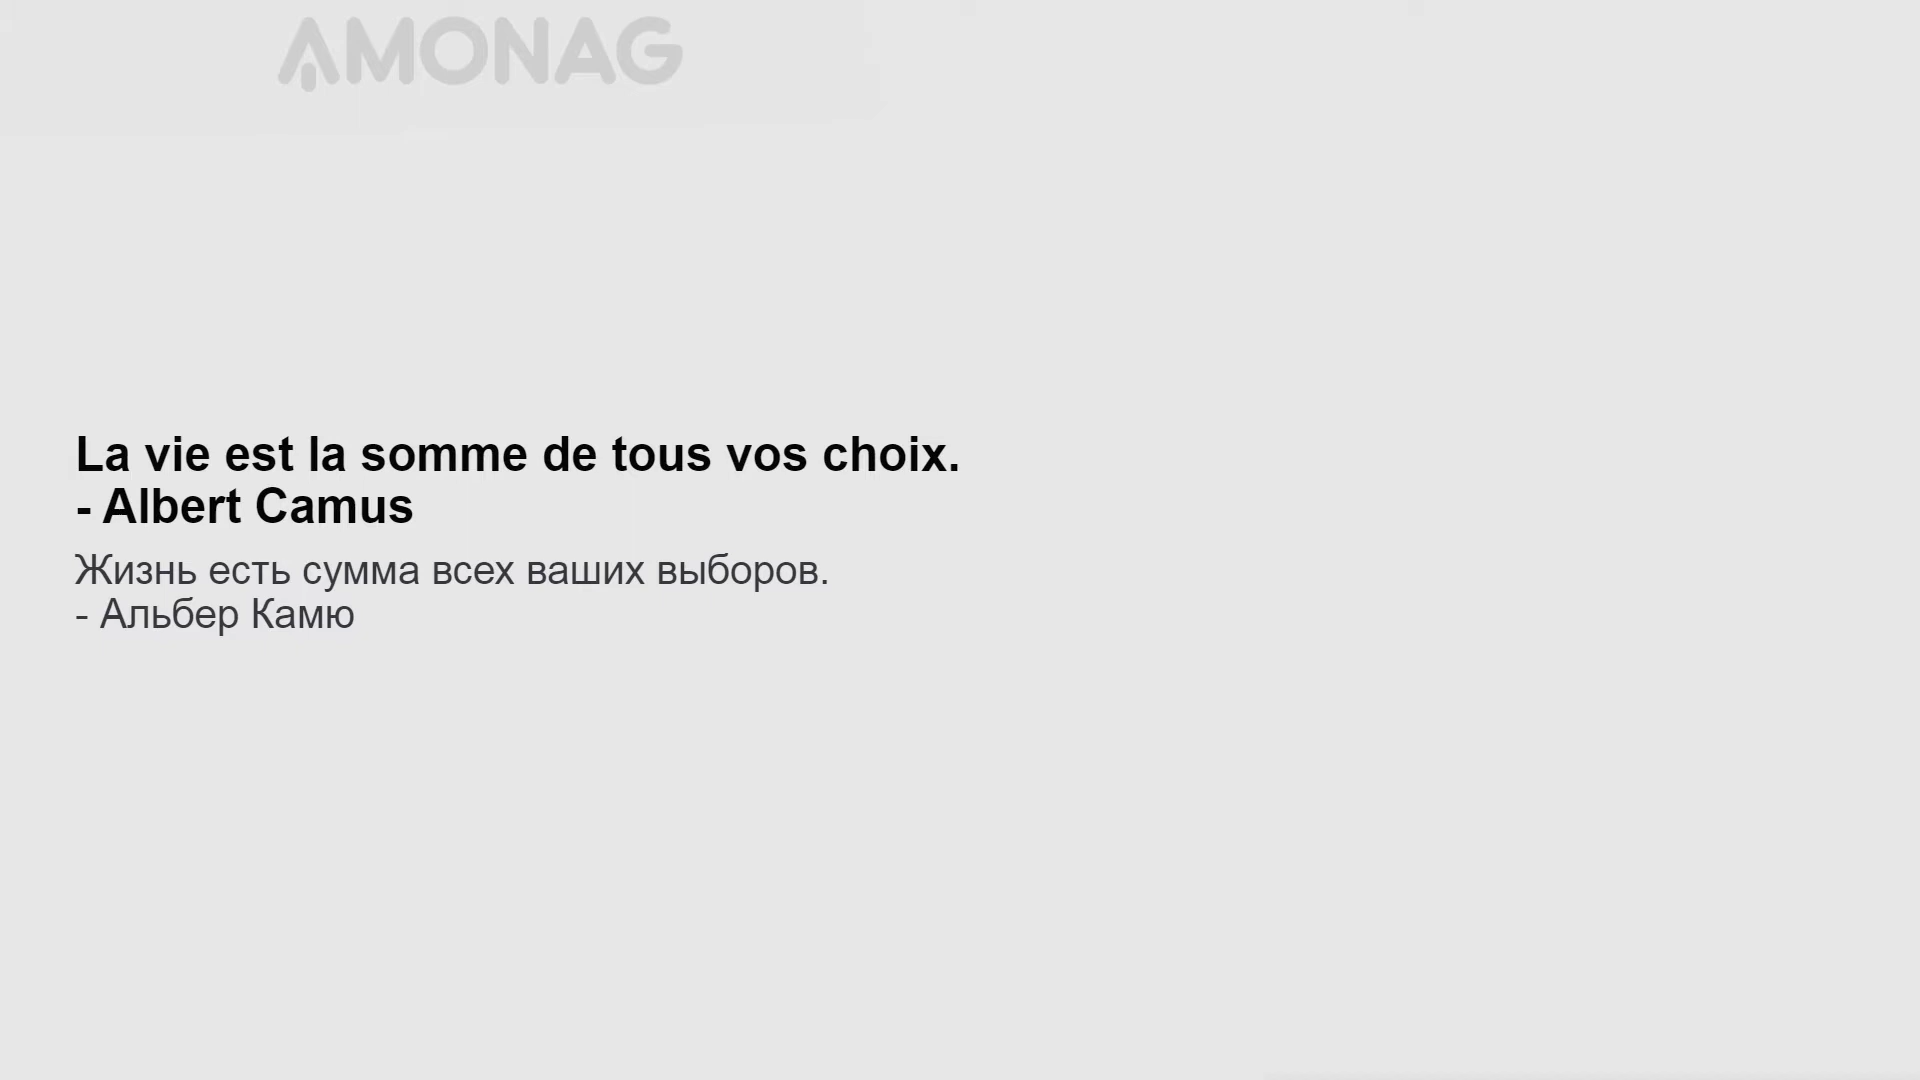 AMONAG
La vie est la somme de tous vos choix.
- Albert Camus
Жизнь есть сумма всех ваших выборов.
- Альбер Камю